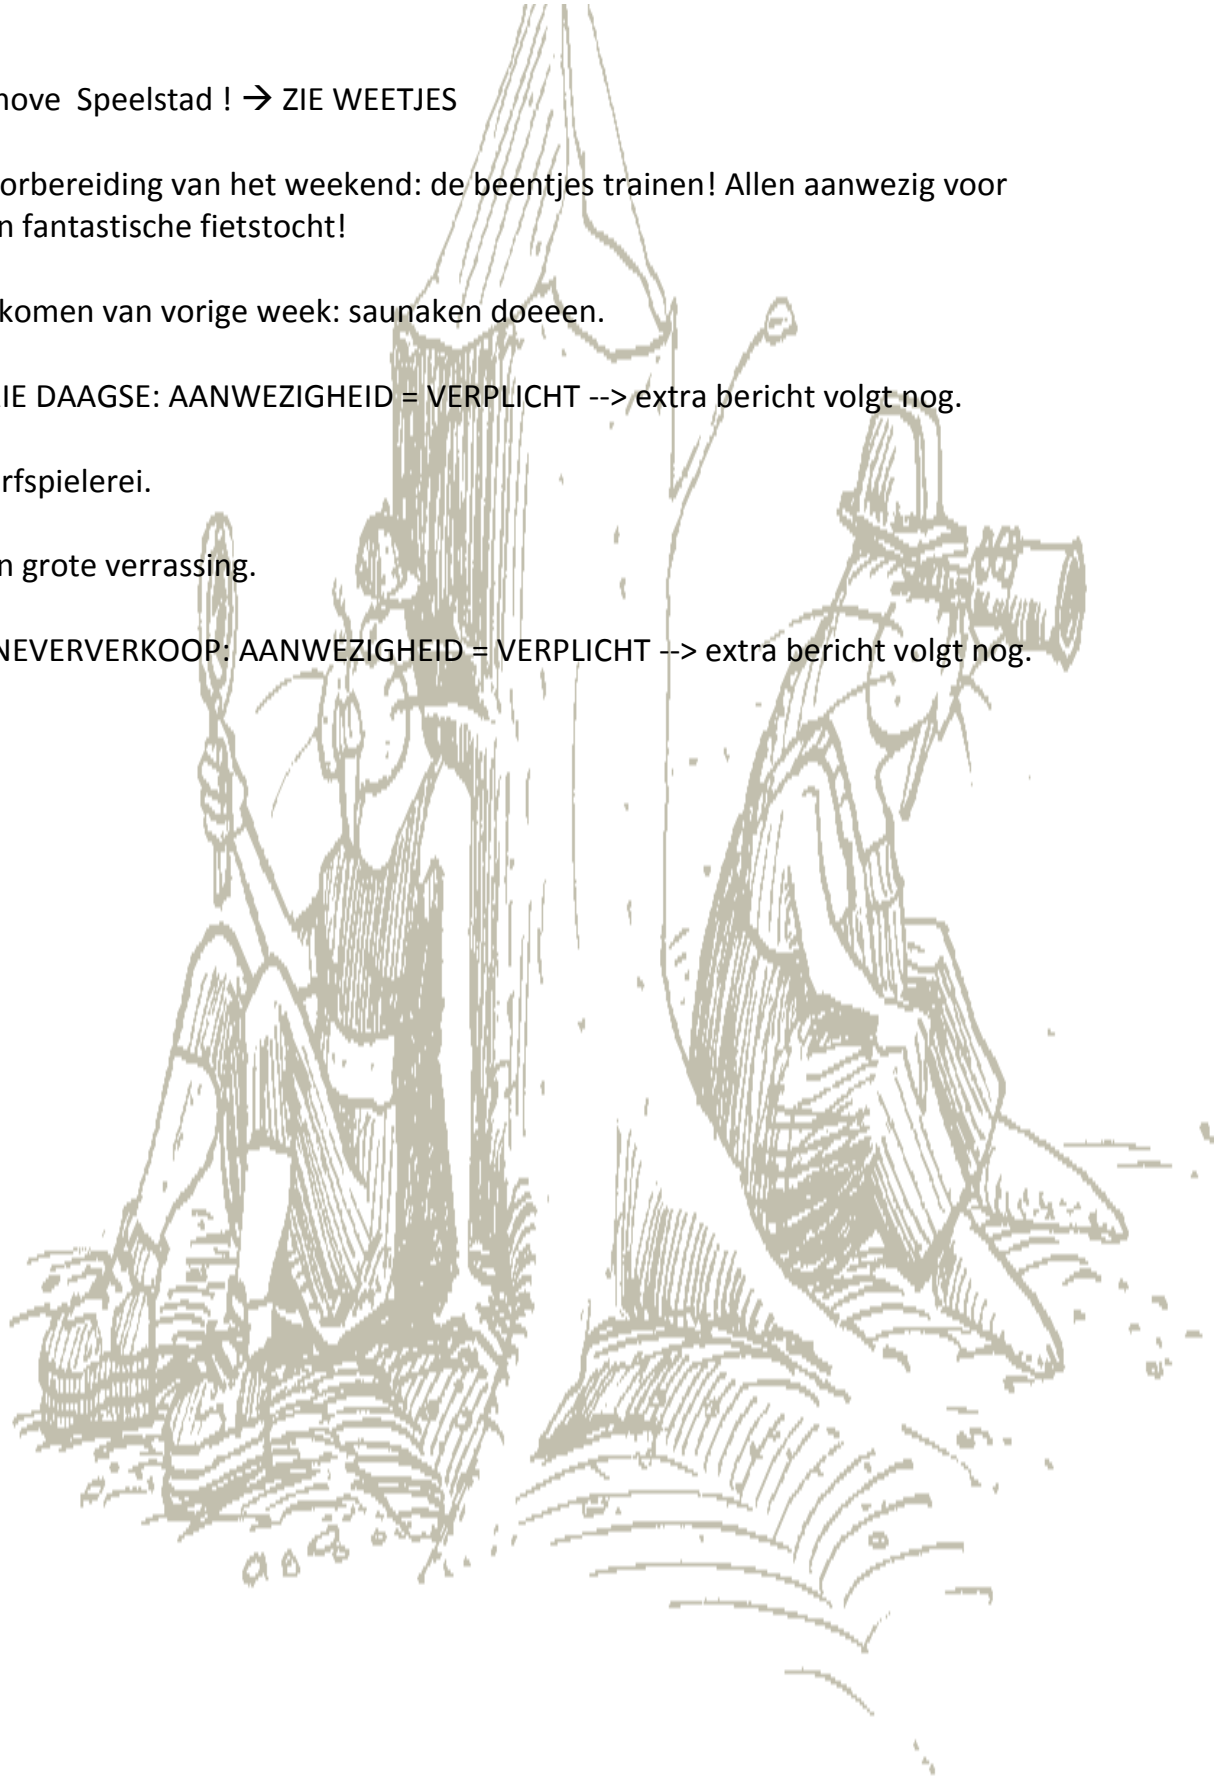 nove Speelstad ! → ZIE WEETJES
orbereiding van het weekend: de beentjes trainen! Allen aanwezig voor
n fantastische fietstocht!
komen van vorige week: saunaken doeeen.
IE DAAGSE: AANWEZIGHEID = VERPLICHT --> extra bericht volgt nog.
rfspielerei.
n grote verrassing.
NEVERVERKOOP: AANWEZIGHEID = VERPLICHT --> extra bericht volgt nog.